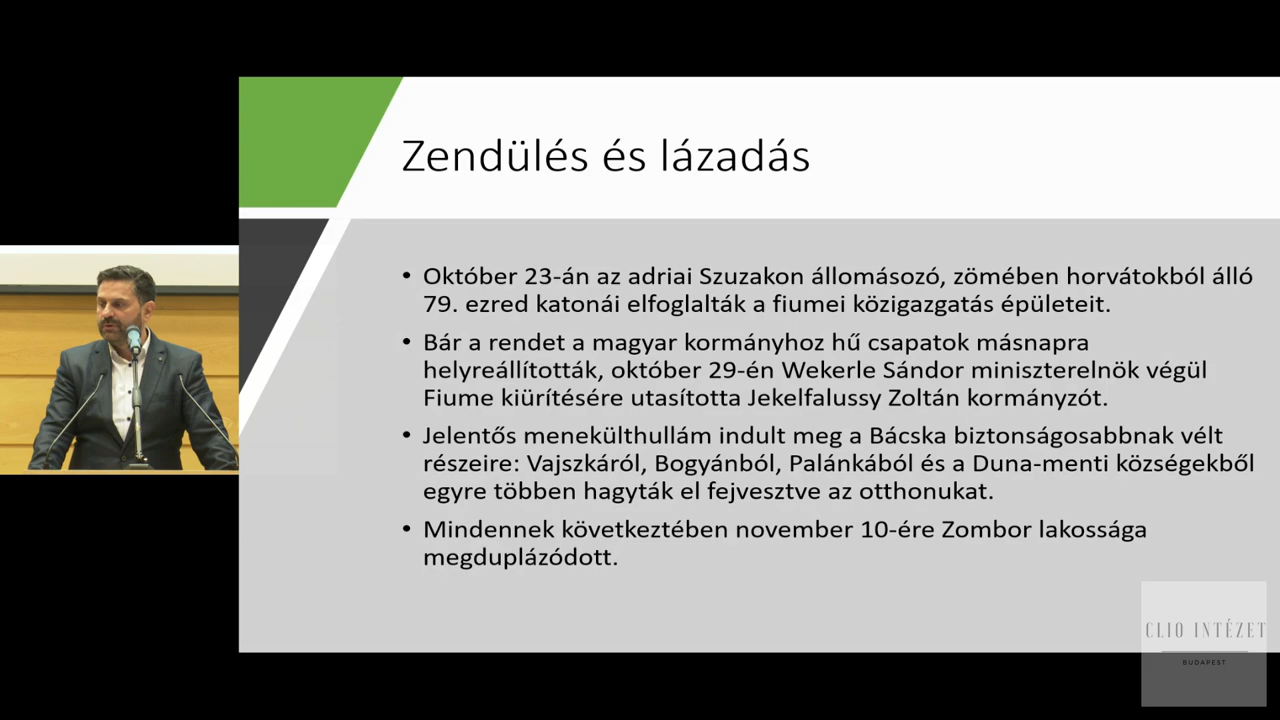 Zendülés és lázadás
• Október 23-án az adriai Szuzakon állomásozó, zömében horvátokból álló
79. ezred katonái elfoglalták a fiumei közigazgatás épületeit.
• Bár a rendet a magyar kormányhoz hű csapatok másnapra
helyreállították, október 29-én Wekerle Sándor miniszterelnök végül
Fiume kiürítésére utasította Jekelfalussy Zoltán kormányzót.
• Jelentős menekülthullám indult meg a Bácska biztonságosabbnak vélt
részeire: Vajszkáról, Bogyánból, Palánkából és a Duna-menti községekből
egyre többen hagyták el fejvesztve az otthonukat.
• Mindennek következtében november 10-ére Zombor lakossága
megduplázódott.
CLIO INTÉZET
BUDAPEST